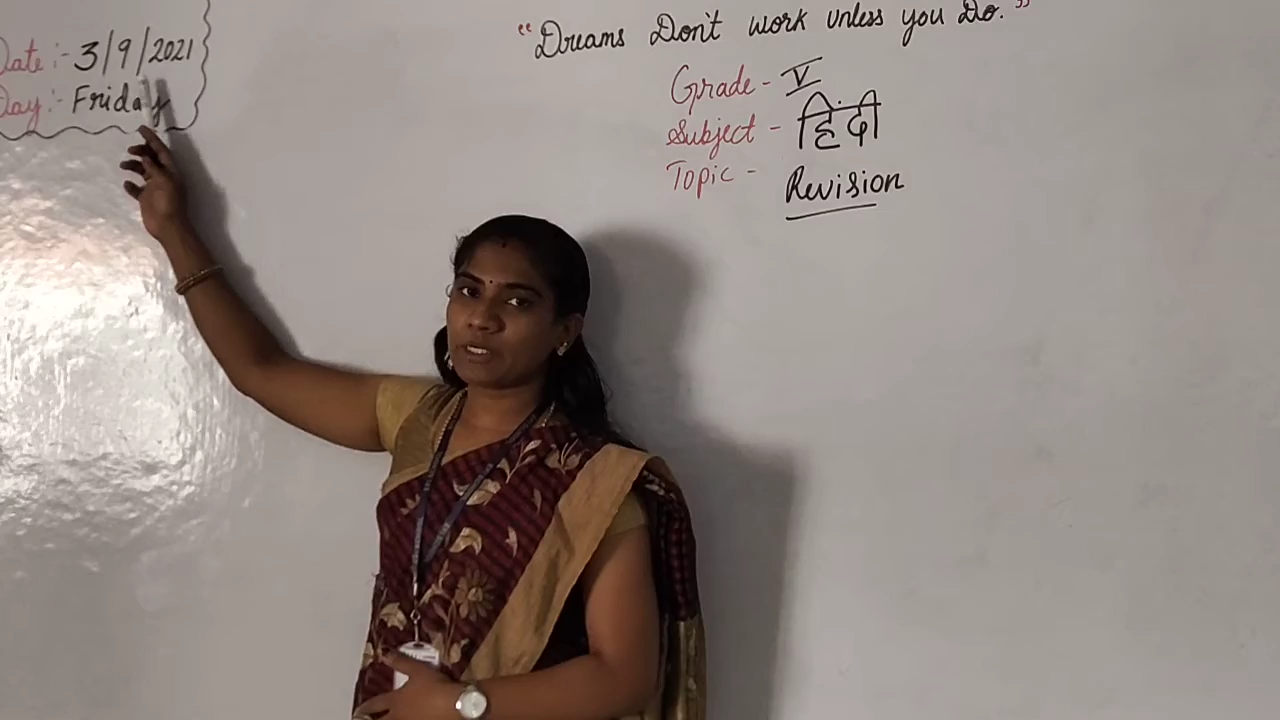 Date :- 3/9/2021
Day :- Friday
"Dreams Don't work unless you Do."
Grade - V
Subject - हिंदी
Topic - Revision